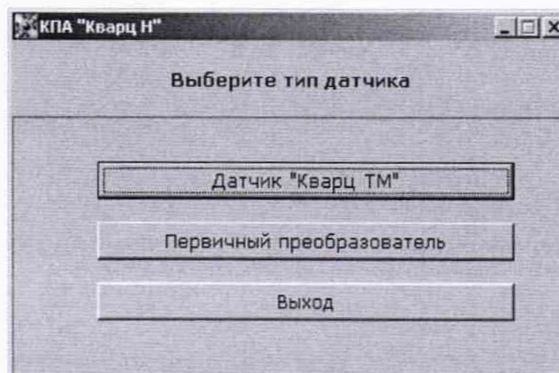 КПА "Кварц Н"
Выберите тип датчика
Датчик "Кварц ТМ"
Первичный преобразователь
Выход